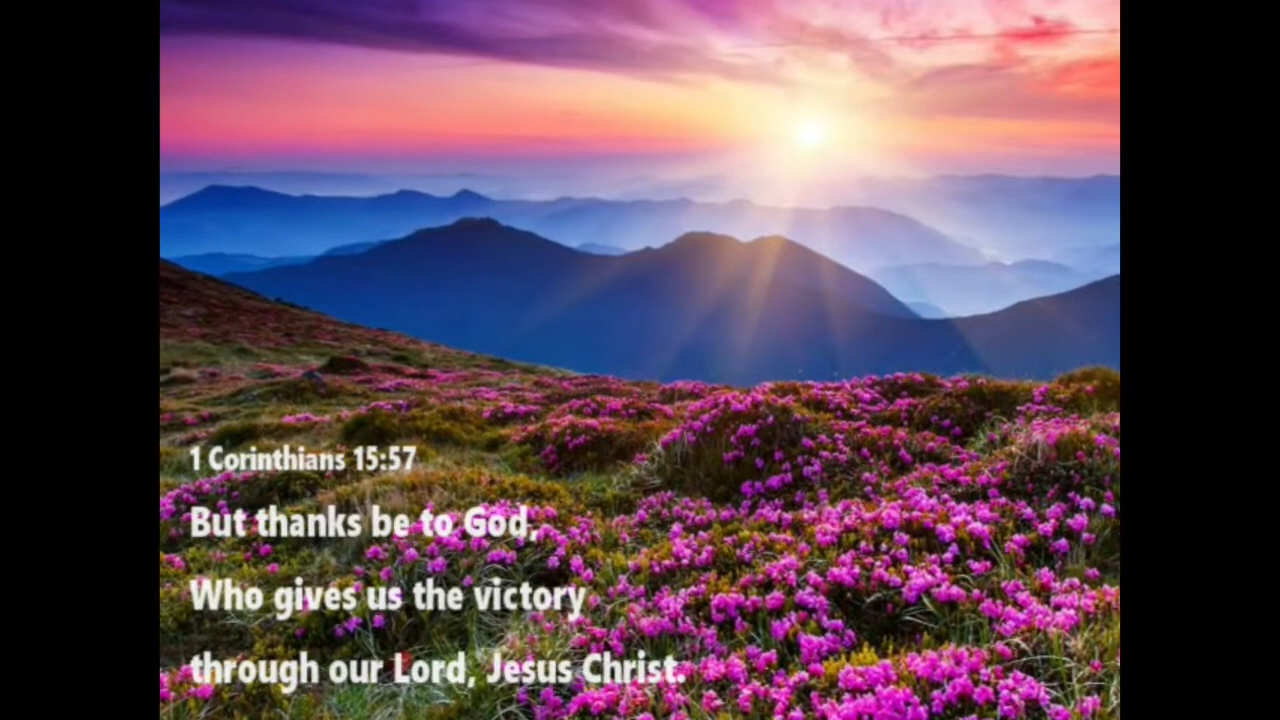 1 Corinthians 15:57
But thanks be to God,
Who gives us the victory
through our Lord, Jesus Christ.